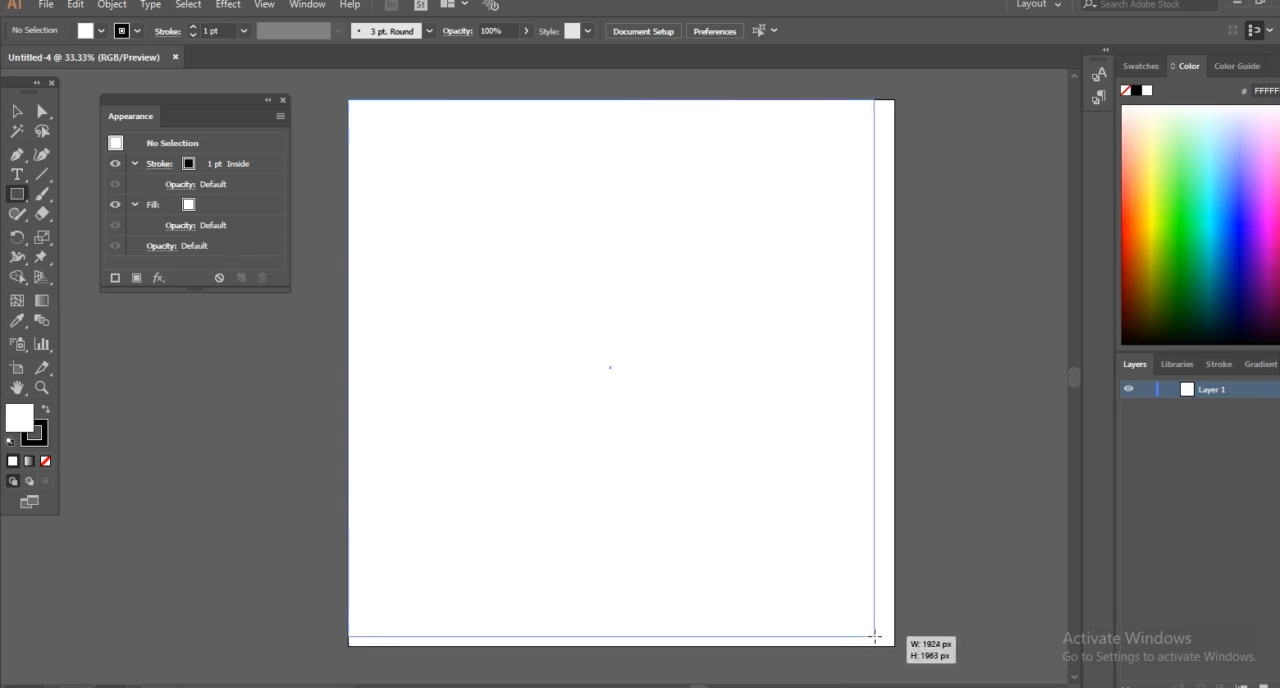 Ai File Edit Object Type Select Effect View Window Help Br St Layout Search Adobe Stock
No Selection Stroke: 1 pt 3 pt. Round Opacity: 100% Style: Document Setup Preferences
Untitled-4 @ 33.33% (RGB/Preview)
Swatches Color Color Guide
# FFFFF
Appearance
No Selection
Stroke: 1 pt Inside
Opacity: Default
Fill: 
Opacity: Default
Opacity: Default
fx
Layers Libraries Stroke Gradient
Layer 1
W: 1924 px
H: 1963 px
Activate Windows
Go to Settings to activate Windows.